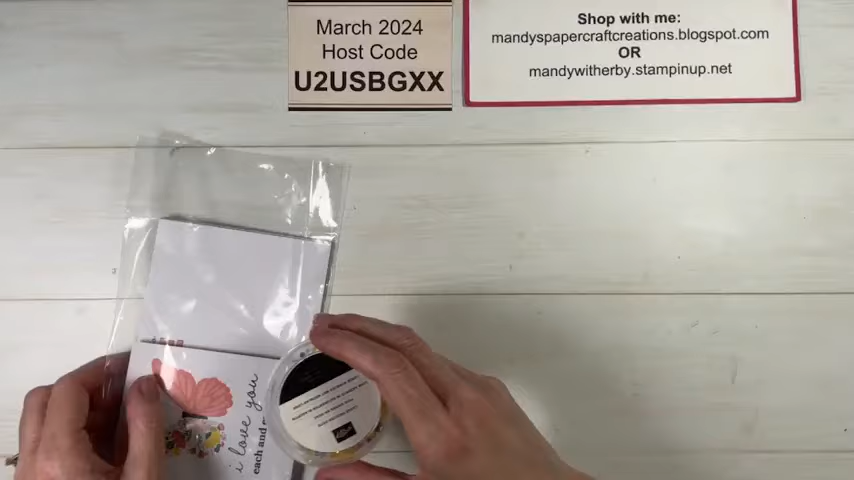 March 2024
Host Code
U2USBGXX
Shop with me:
mandyspapercraftcreations.blogspot.com
OR
mandywitherby.stampinup.net
i love you
each and